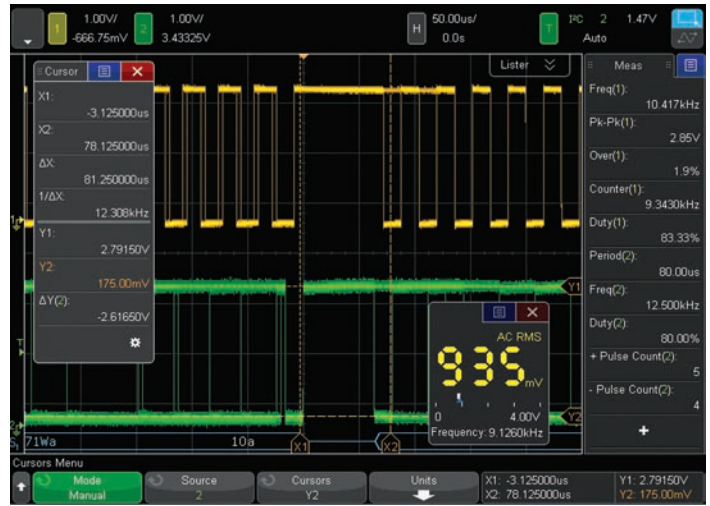 1 1.00V/ -666.75mV
2 1.00V/ 3.43325V
H 50.00us/ 0.0s
T I²C 2 1.47V
Auto
Lister
Cursor
X1:
-3.125000us
X2:
78.125000us
ΔX:
81.250000us
1/ΔX:
12.308kHz
Y1:
2.79150V
Y2:
175.00mV
ΔY(2):
-2.61650V
Meas
Freq(1):
10.417kHz
Pk-Pk(1):
2.85V
Over(1):
1.9%
Counter(1):
9.3430kHz
Duty(1):
83.33%
Period(2):
80.00us
Freq(2):
12.500kHz
Duty(2):
80.00%
+ Pulse Count(2):
5
- Pulse Count(2):
4
+
AC RMS
935 mV
0 4.00V
Frequency: 9.1260kHz
Y1
Y2
T
S₁ 71Wa 10a X1 X2
Cursors Menu
Mode
Manual
Source
2
Cursors
Y2
Units
X1: -3.125000us
X2: 78.125000us
Y1: 2.79150V
Y2: 175.00mV